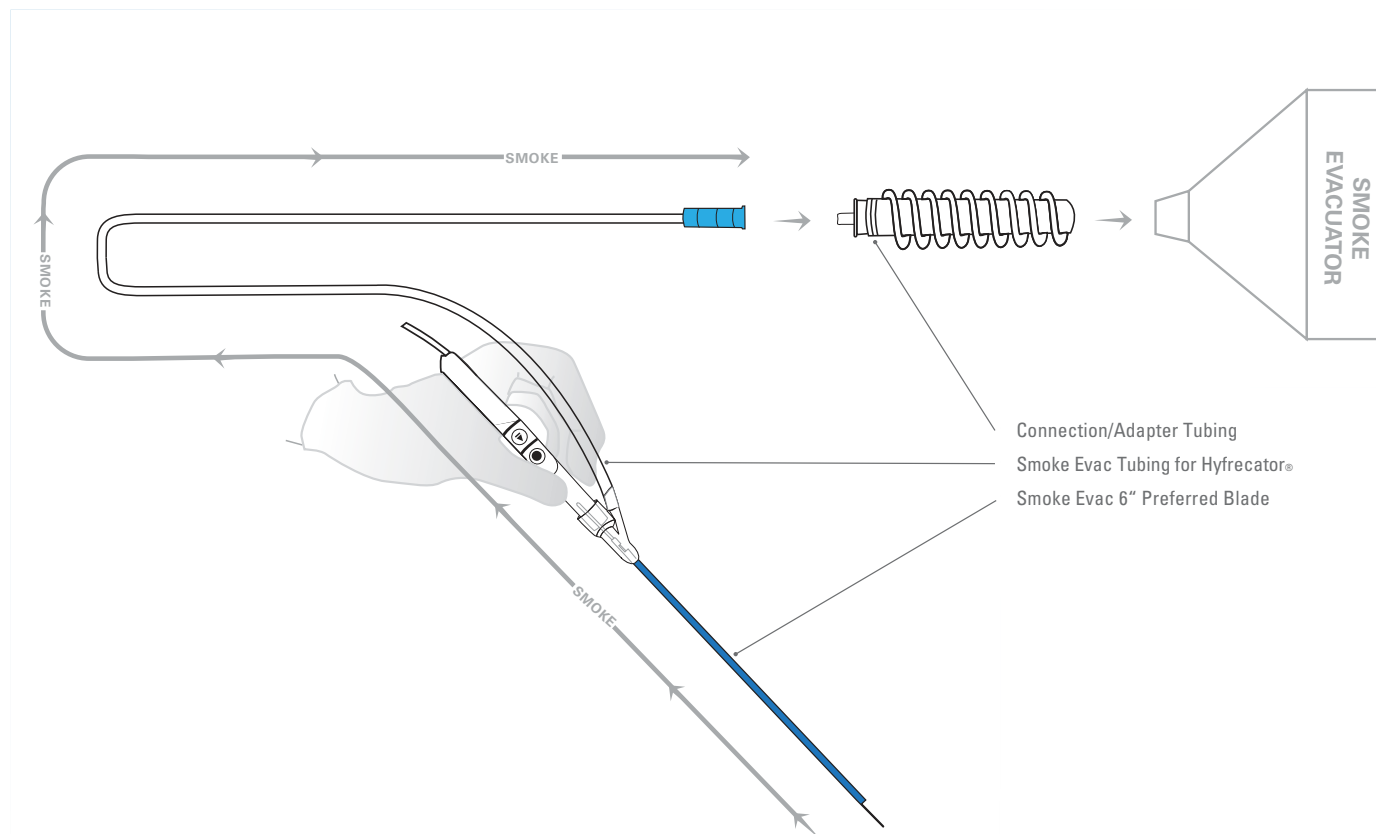 SMOKE
SMOKE
SMOKE
SMOKE
EVACUATOR
Connection/Adapter Tubing
Smoke Evac Tubing for Hyfrecator®
Smoke Evac 6“ Preferred Blade